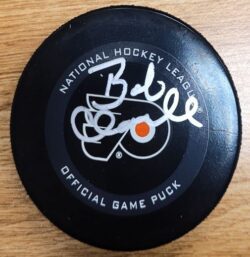 NATIONAL HOCKEY LEAGUE
OFFICIAL GAME PUCK